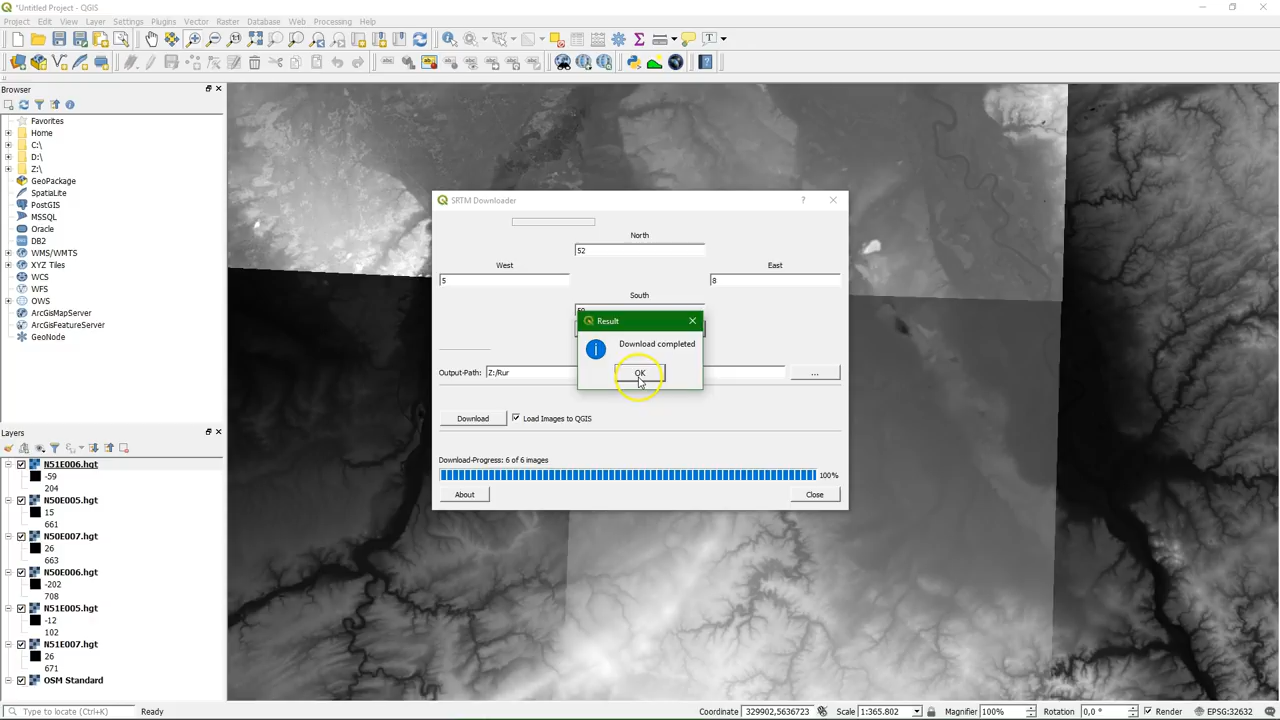 *Untitled Project - QGIS
Project Edit View Layer Settings Plugins Vector Raster Database Web Processing Help
Browser
Favorites
Home
C:\
D:\
Z:\
GeoPackage
SpatiaLite
PostGIS
MSSQL
Oracle
DB2
WMS/WMTS
XYZ Tiles
WCS
WFS
OWS
ArcGisMapServer
ArcGisFeatureServer
GeoNode
Layers
N51E006.hgt
-59
204
N50E005.hgt
15
661
N50E007.hgt
26
663
N50E006.hgt
-202
708
N51E005.hgt
-12
102
N51E007.hgt
26
671
OSM Standard
SRTM Downloader
North
52
West East
5 8
South
Result
Download completed
OK
Output-Path: Z:/Rur ...
Download Load Images to QGIS
Download-Progress: 6 of 6 images
100%
About Close
Type to locate (Ctrl+K) Ready Coordinate 329902,5636723 Scale 1:365.802 Magnifier 100% Rotation 0,0 ° Render EPSG:32632